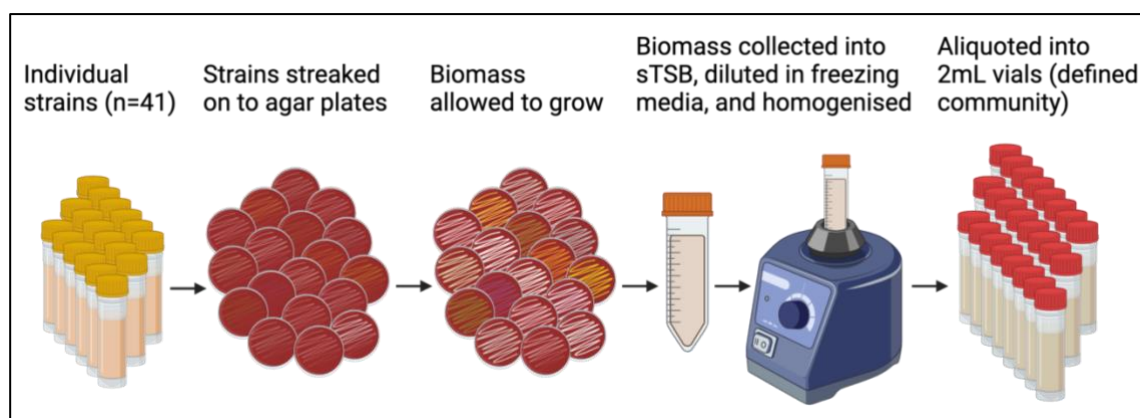 Individual
strains (n=41)
Strains streaked
on to agar plates
Biomass
allowed to grow
Biomass collected into
sTSB, diluted in freezing
media, and homogenised
Aliquoted into
2mL vials (defined
community)